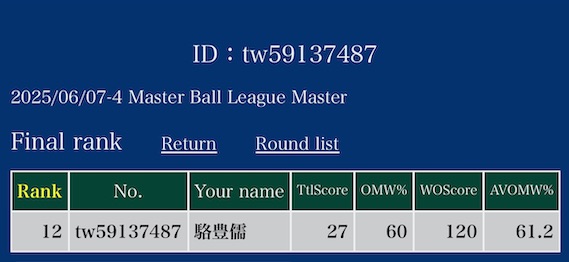 ID：tw59137487
2025/06/07-4 Master Ball League Master
Final rank Return Round list
Rank No. Your name TtlScore OMW% WOScore AVOMW%
12 tw59137487 駱豊儒 27 60 120 61.2